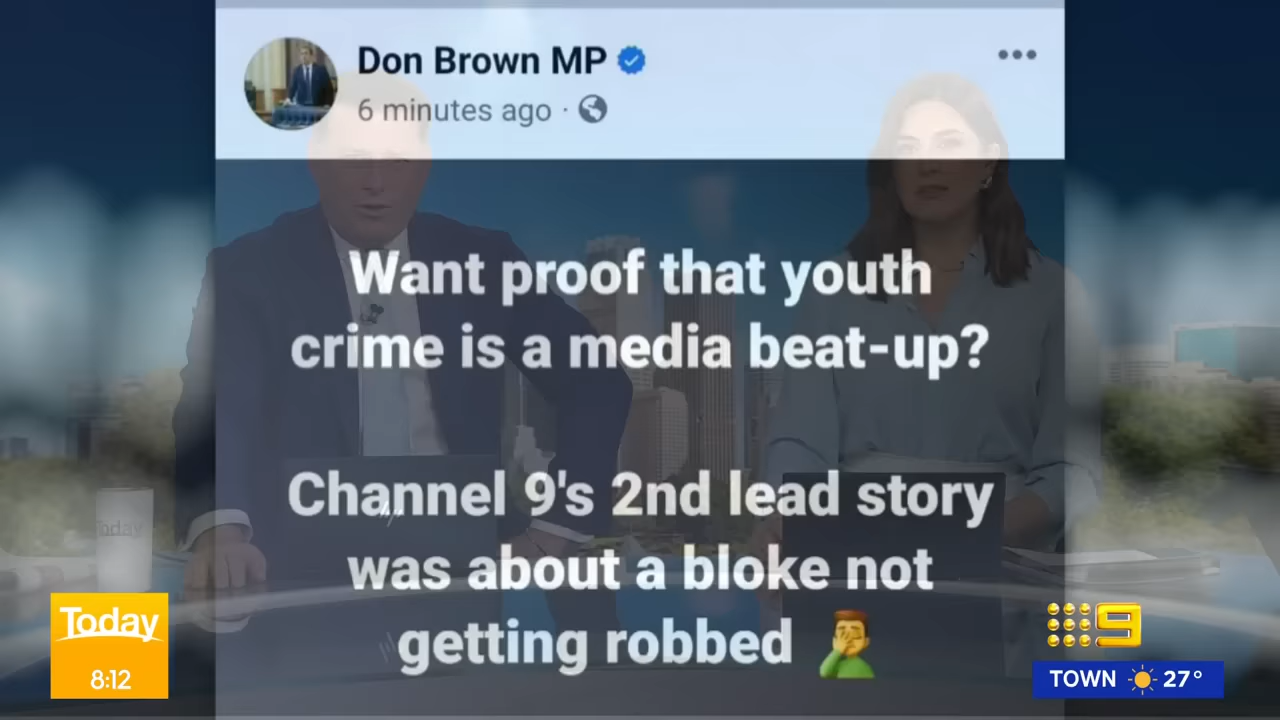 Don Brown MP
6 minutes ago ·
Want proof that youth
crime is a media beat-up?
Channel 9's 2nd lead story
was about a bloke not
getting robbed 🤦‍♂️
Today
Today
8:12
9
TOWN 27°